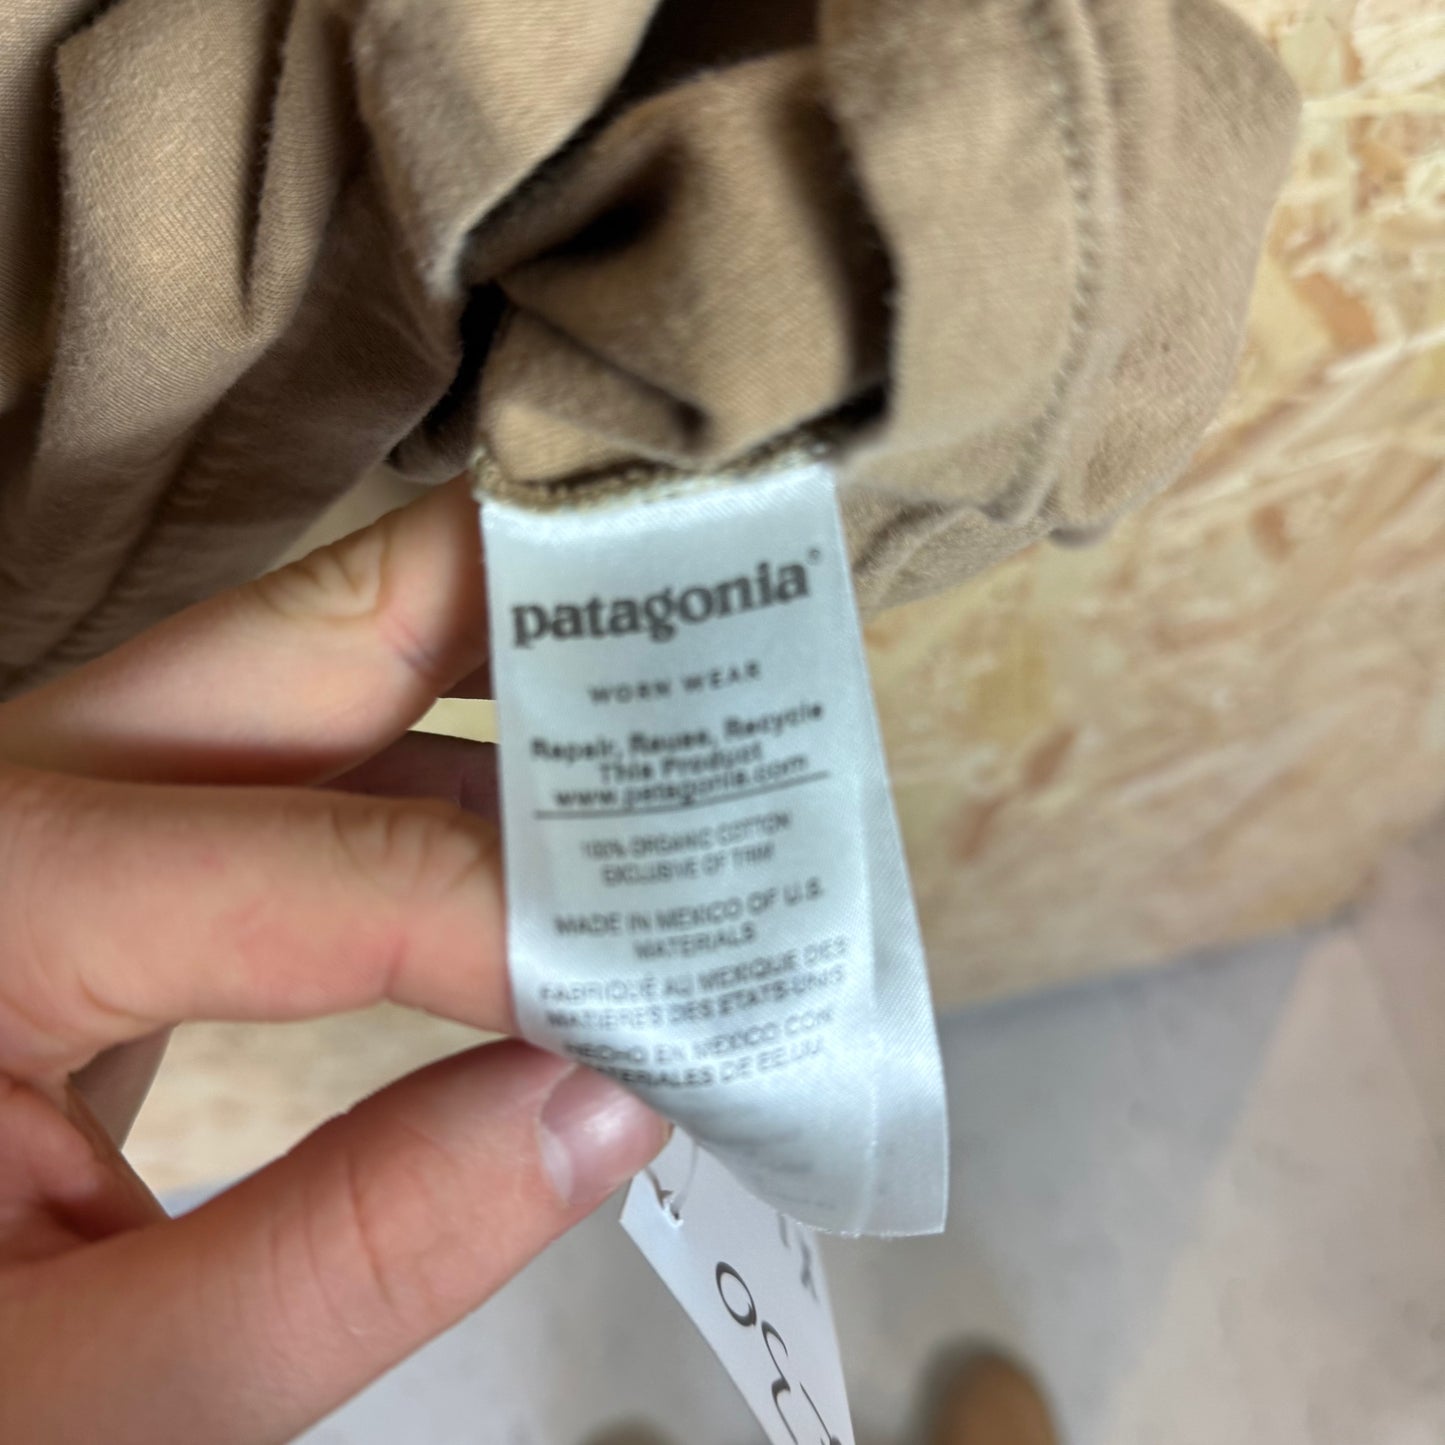 patagonia®
WORN WEAR
Repair, Reuse, Recycle
This Product
www.patagonia.com
100% ORGANIC COTTON
EXCLUSIVE OF TRIM
MADE IN MEXICO OF U.S.
MATERIALS
FABRIQUÉ AU MEXIQUE DES
MATIÈRES DES ÉTATS-UNIS
HECHO EN MEXICO CON
MATERIALES DE EE.UU.